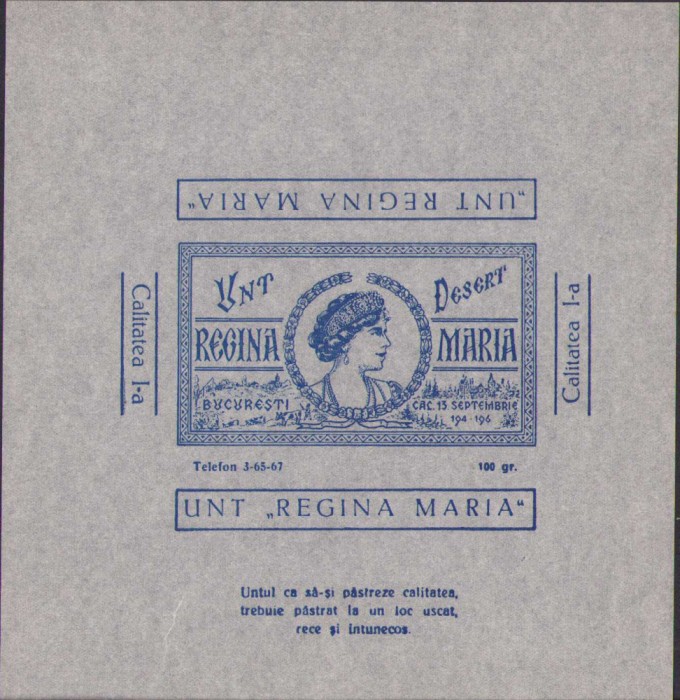 "UNT REGINA MARIA"
UNT DESERT
REGINA MARIA
BUCUREȘTI
CAL. 13 SEPTEMBRIE
194-196
Calitatea I-a
Calitatea I-a
Telefon 3-65-67 100 gr.
UNT „REGINA MARIA“
Untul ca să-și păstreze calitatea,
trebuie păstrat la un loc uscat,
rece și întunecos.